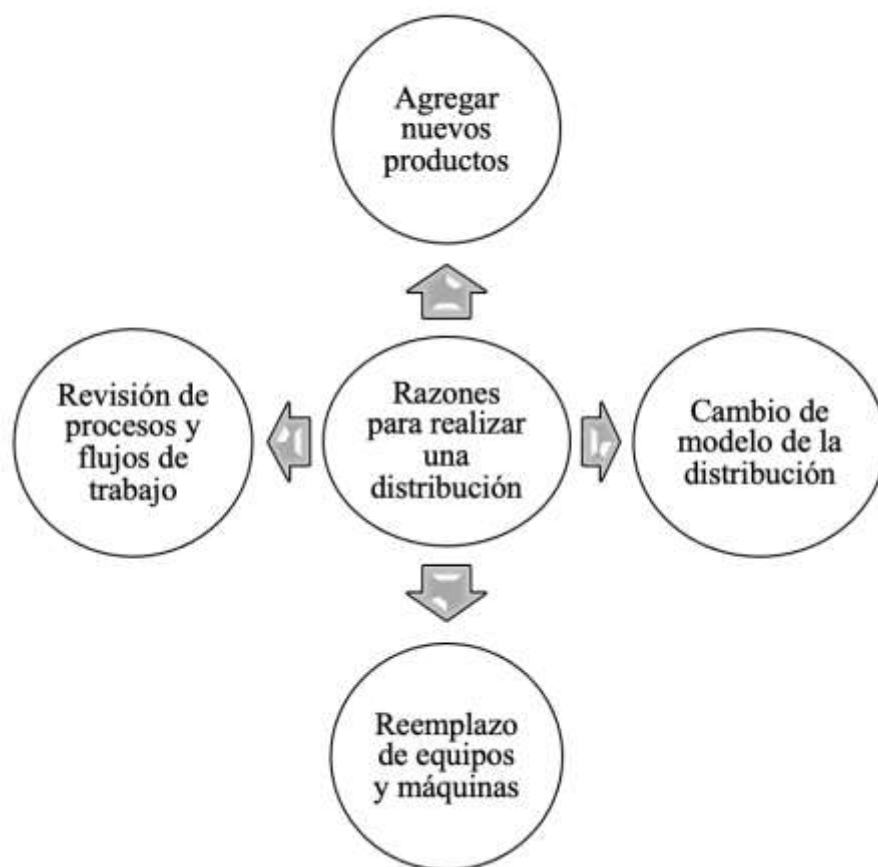 Agregar
nuevos
productos
Revisión de
procesos y
flujos de
trabajo
Razones
para realizar
una
distribución
Cambio de
modelo de la
distribución
Reemplazo
de equipos
y máquinas